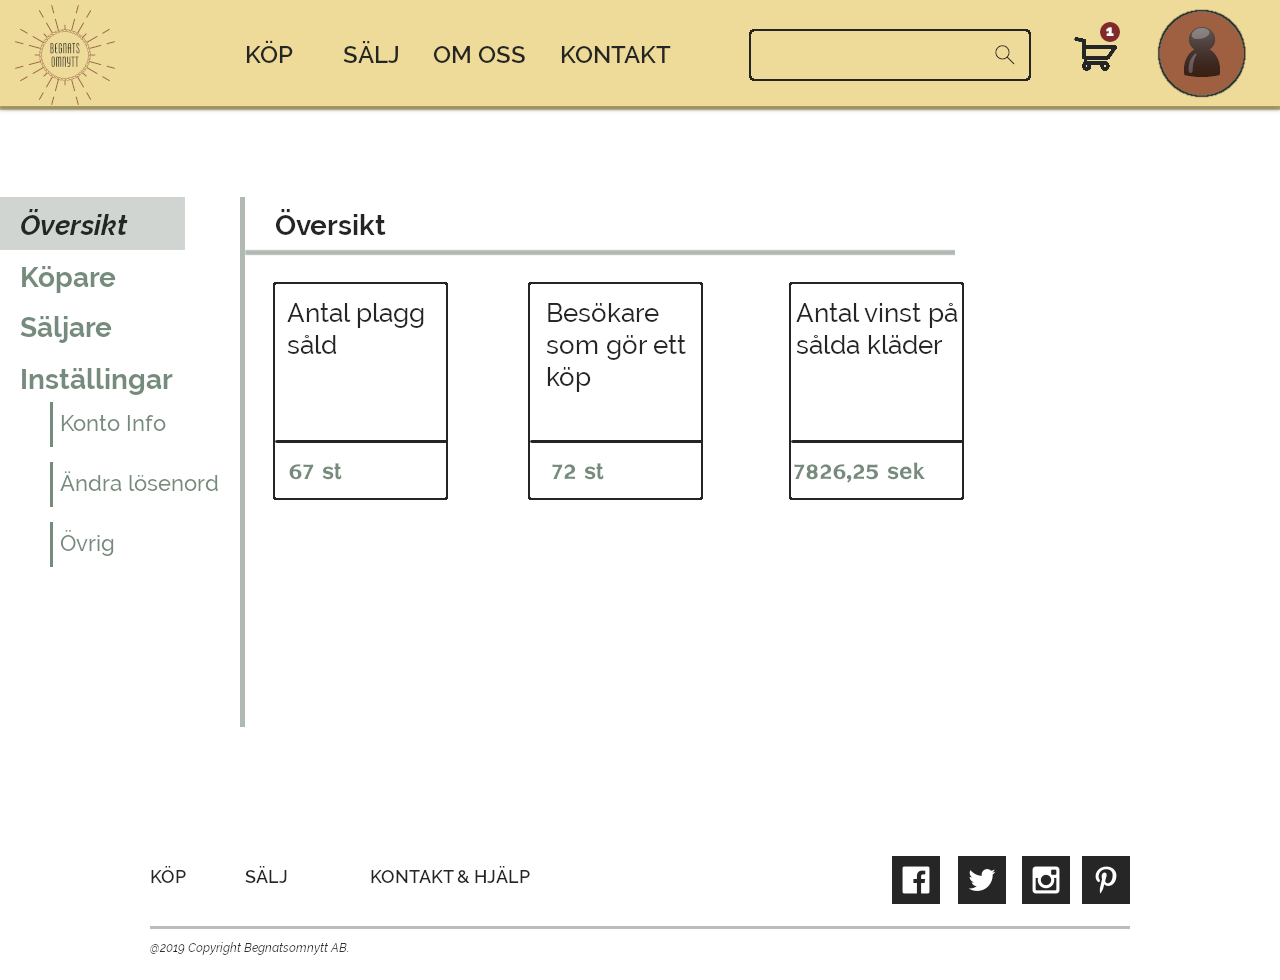 BEGNATS
OMNYTT
KÖP SÄLJ OM OSS KONTAKT
1
Översikt
Köpare
Säljare
Inställingar
Konto Info
Ändra lösenord
Övrig
Översikt
Antal plagg
såld
67 st
Besökare
som gör ett
köp
72 st
Antal vinst på
sålda kläder
7826,25 sek
KÖP SÄLJ KONTAKT & HJÄLP
@2019 Copyright Begnatsomnytt AB.